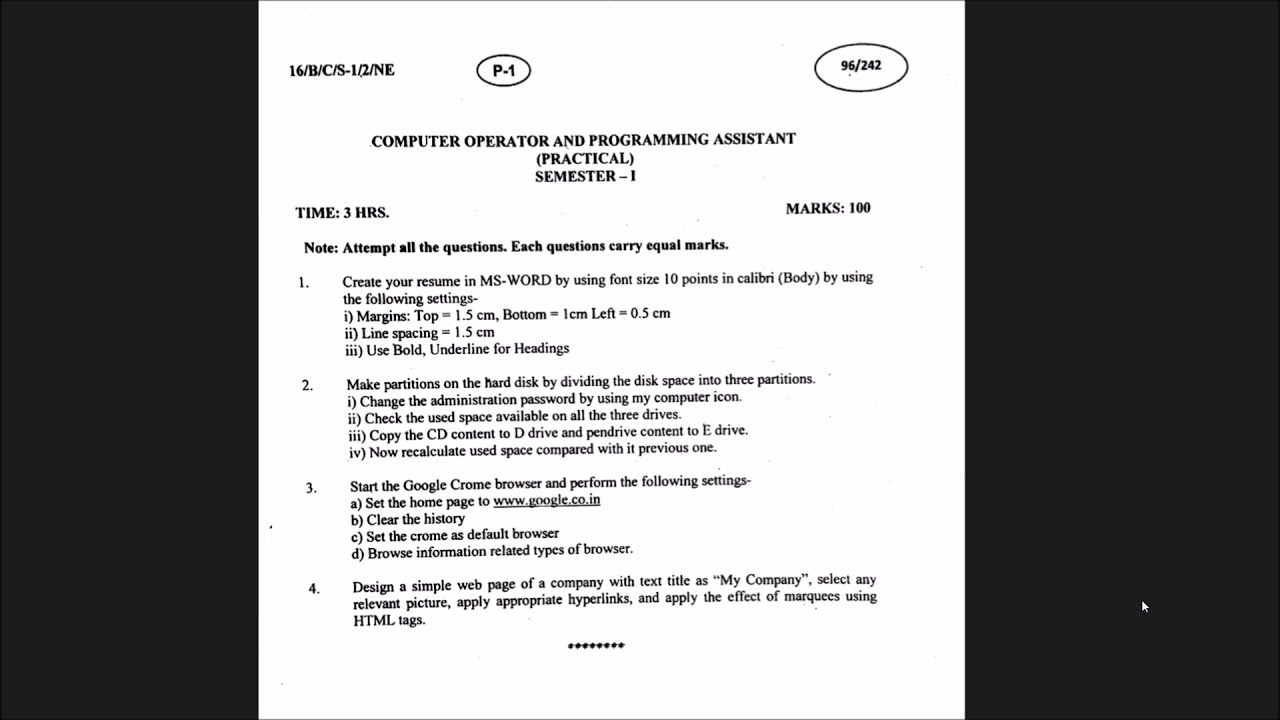 16/B/C/S-1/2/NE P-1 96/242
COMPUTER OPERATOR AND PROGRAMMING ASSISTANT
(PRACTICAL)
SEMESTER – I
TIME: 3 HRS. MARKS: 100
Note: Attempt all the questions. Each questions carry equal marks.
1. Create your resume in MS-WORD by using font size 10 points in calibri (Body) by using
the following settings-
i) Margins: Top = 1.5 cm, Bottom = 1cm Left = 0.5 cm
ii) Line spacing = 1.5 cm
iii) Use Bold, Underline for Headings
2. Make partitions on the hard disk by dividing the disk space into three partitions.
i) Change the administration password by using my computer icon.
ii) Check the used space available on all the three drives.
iii) Copy the CD content to D drive and pendrive content to E drive.
iv) Now recalculate used space compared with it previous one.
3. Start the Google Crome browser and perform the following settings-
a) Set the home page to www.google.co.in
b) Clear the history
c) Set the crome as default browser
d) Browse information related types of browser.
4. Design a simple web page of a company with text title as “My Company”, select any
relevant picture, apply appropriate hyperlinks, and apply the effect of marquees using
HTML tags.
********